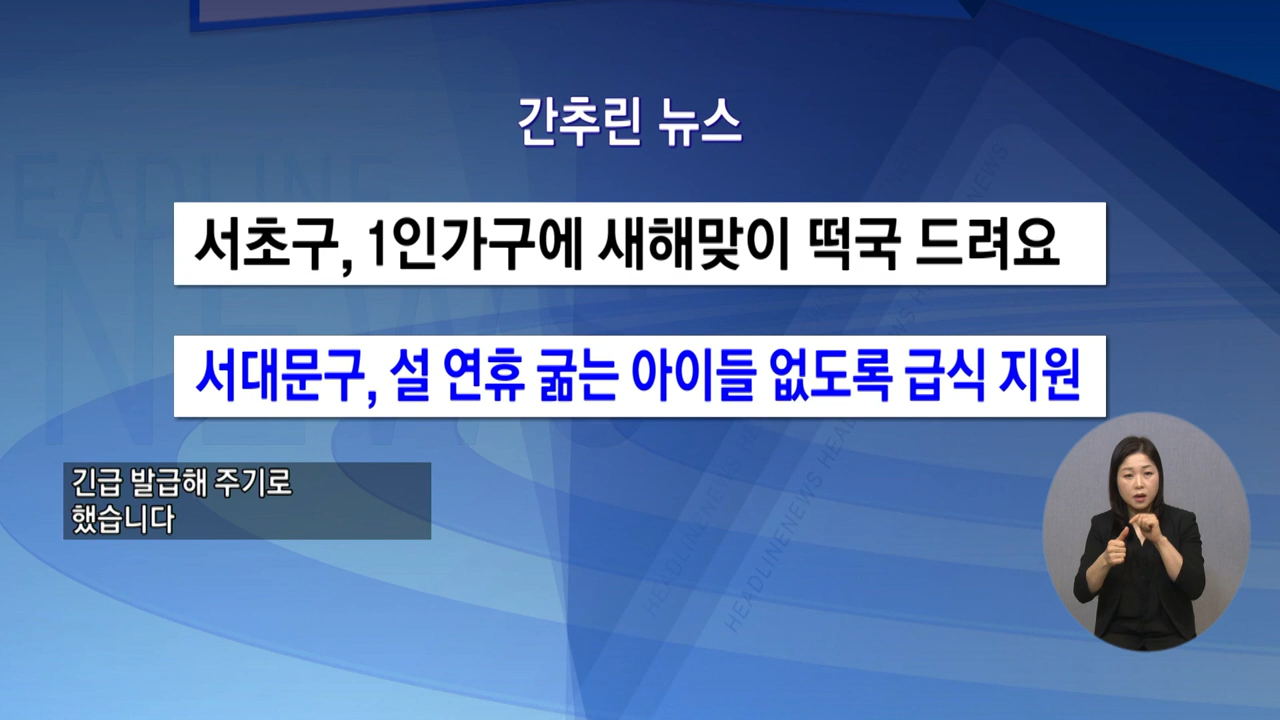 간추린 뉴스
서초구, 1인가구에 새해맞이 떡국 드려요
서대문구, 설 연휴 굶는 아이들 없도록 급식 지원
긴급 발급해 주기로
했습니다
HEADLINENEWS